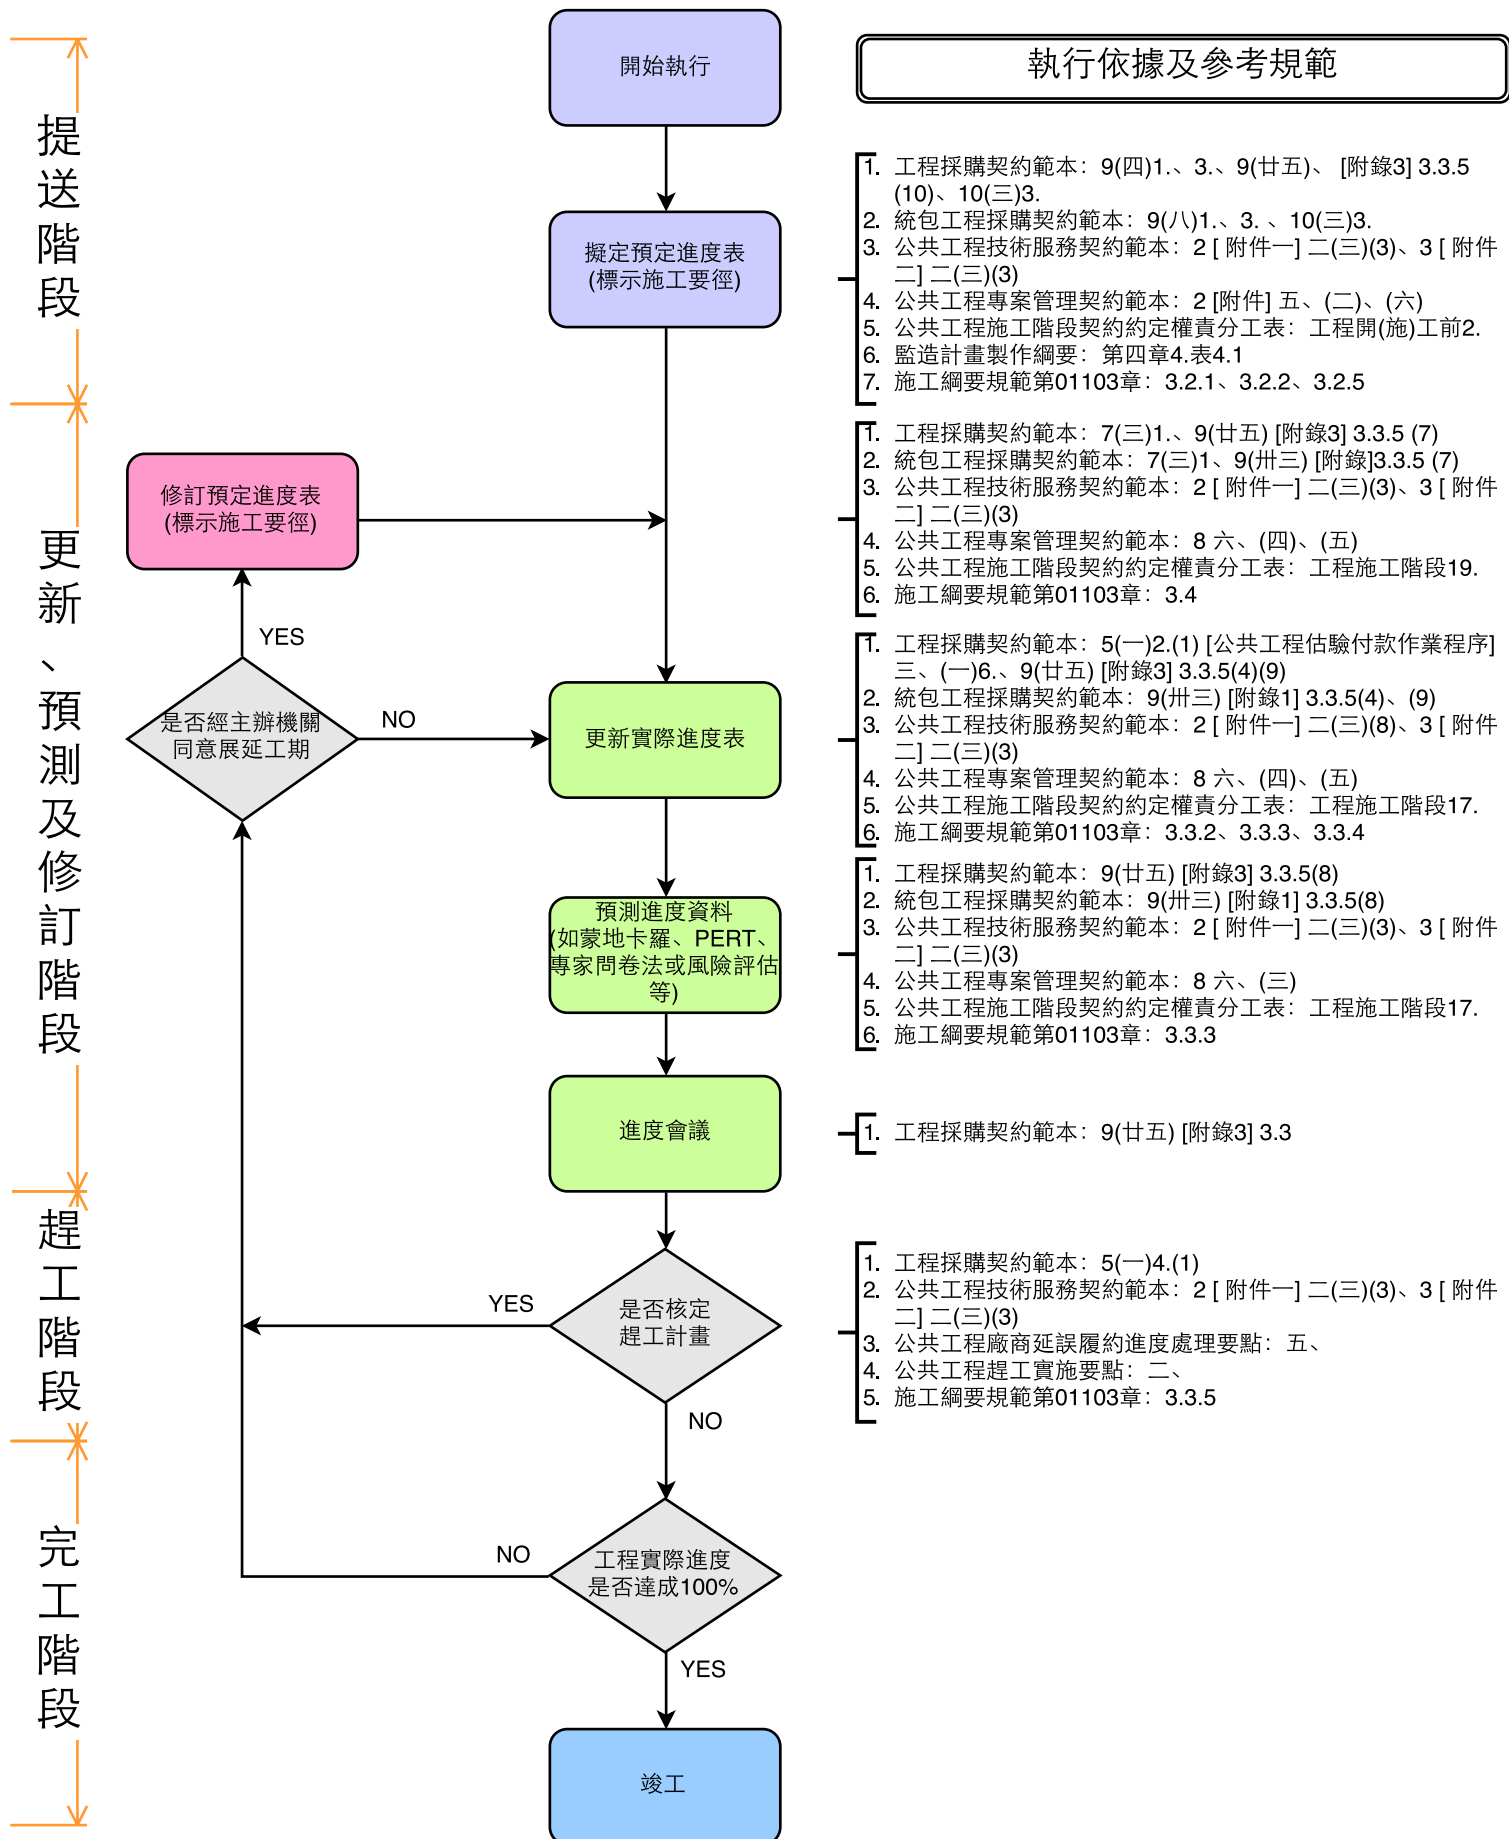 開始執行
執行依據及參考規範
提送階段
擬定預定進度表
(標示施工要徑)
1. 工程採購契約範本：9(四)1.、3.、9(廿五)、 [附錄3] 3.3.5
(10)、10(三)3.
2. 統包工程採購契約範本：9(八)1.、3. 、10(三)3.
3. 公共工程技術服務契約範本：2 [ 附件一] 二(三)(3)、3 [ 附件
二] 二(三)(3)
4. 公共工程專案管理契約範本：2 [附件] 五、(二)、(六)
5. 公共工程施工階段契約約定權責分工表：工程開(施)工前2.
6. 監造計畫製作綱要：第四章4.表4.1
7. 施工綱要規範第01103章：3.2.1、3.2.2、3.2.5
更新、預測及修訂階段
修訂預定進度表
(標示施工要徑)
1. 工程採購契約範本：7(三)1.、9(廿五) [附錄3] 3.3.5 (7)
2. 統包工程採購契約範本：7(三)1、9(卅三) [附錄]3.3.5 (7)
3. 公共工程技術服務契約範本：2 [ 附件一] 二(三)(3)、3 [ 附件
二] 二(三)(3)
4. 公共工程專案管理契約範本：8 六、(四)、(五)
5. 公共工程施工階段契約約定權責分工表：工程施工階段19.
6. 施工綱要規範第01103章：3.4
YES
是否經主辦機關
同意展延工期
NO
更新實際進度表
1. 工程採購契約範本：5(一)2.(1) [公共工程估驗付款作業程序]
三、(一)6.、9(廿五) [附錄3] 3.3.5(4)(9)
2. 統包工程採購契約範本：9(卅三) [附錄1] 3.3.5(4)、(9)
3. 公共工程技術服務契約範本：2 [ 附件一] 二(三)(8)、3 [ 附件
二] 二(三)(3)
4. 公共工程專案管理契約範本：8 六、(四)、(五)
5. 公共工程施工階段契約約定權責分工表：工程施工階段17.
6. 施工綱要規範第01103章：3.3.2、3.3.3、3.3.4
預測進度資料
(如蒙地卡羅、PERT、
專家問卷法或風險評估
等)
1. 工程採購契約範本：9(廿五) [附錄3] 3.3.5(8)
2. 統包工程採購契約範本：9(卅三) [附錄1] 3.3.5(8)
3. 公共工程技術服務契約範本：2 [ 附件一] 二(三)(3)、3 [ 附件
二] 二(三)(3)
4. 公共工程專案管理契約範本：8 六、(三)
5. 公共工程施工階段契約約定權責分工表：工程施工階段17.
6. 施工綱要規範第01103章：3.3.3
進度會議
1. 工程採購契約範本：9(廿五) [附錄3] 3.3
趕工階段
YES
是否核定
趕工計畫
NO
1. 工程採購契約範本：5(一)4.(1)
2. 公共工程技術服務契約範本：2 [ 附件一] 二(三)(3)、3 [ 附件
二] 二(三)(3)
3. 公共工程廠商延誤履約進度處理要點：五、
4. 公共工程趕工實施要點：二、
5. 施工綱要規範第01103章：3.3.5
完工階段
NO
工程實際進度
是否達成100%
YES
竣工